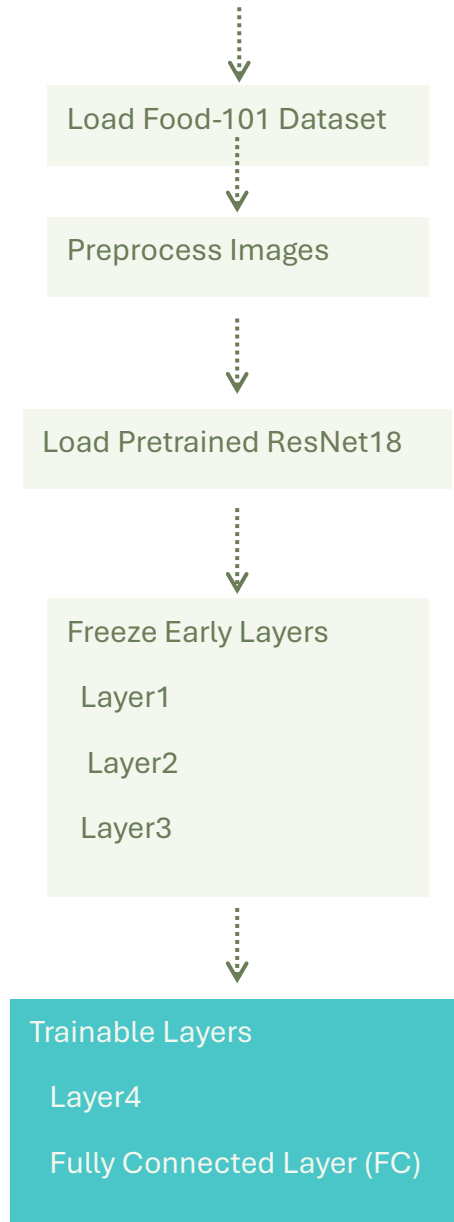 Load Food-101 Dataset
Preprocess Images
Load Pretrained ResNet18
Freeze Early Layers
Layer1
Layer2
Layer3
Trainable Layers
Layer4
Fully Connected Layer (FC)